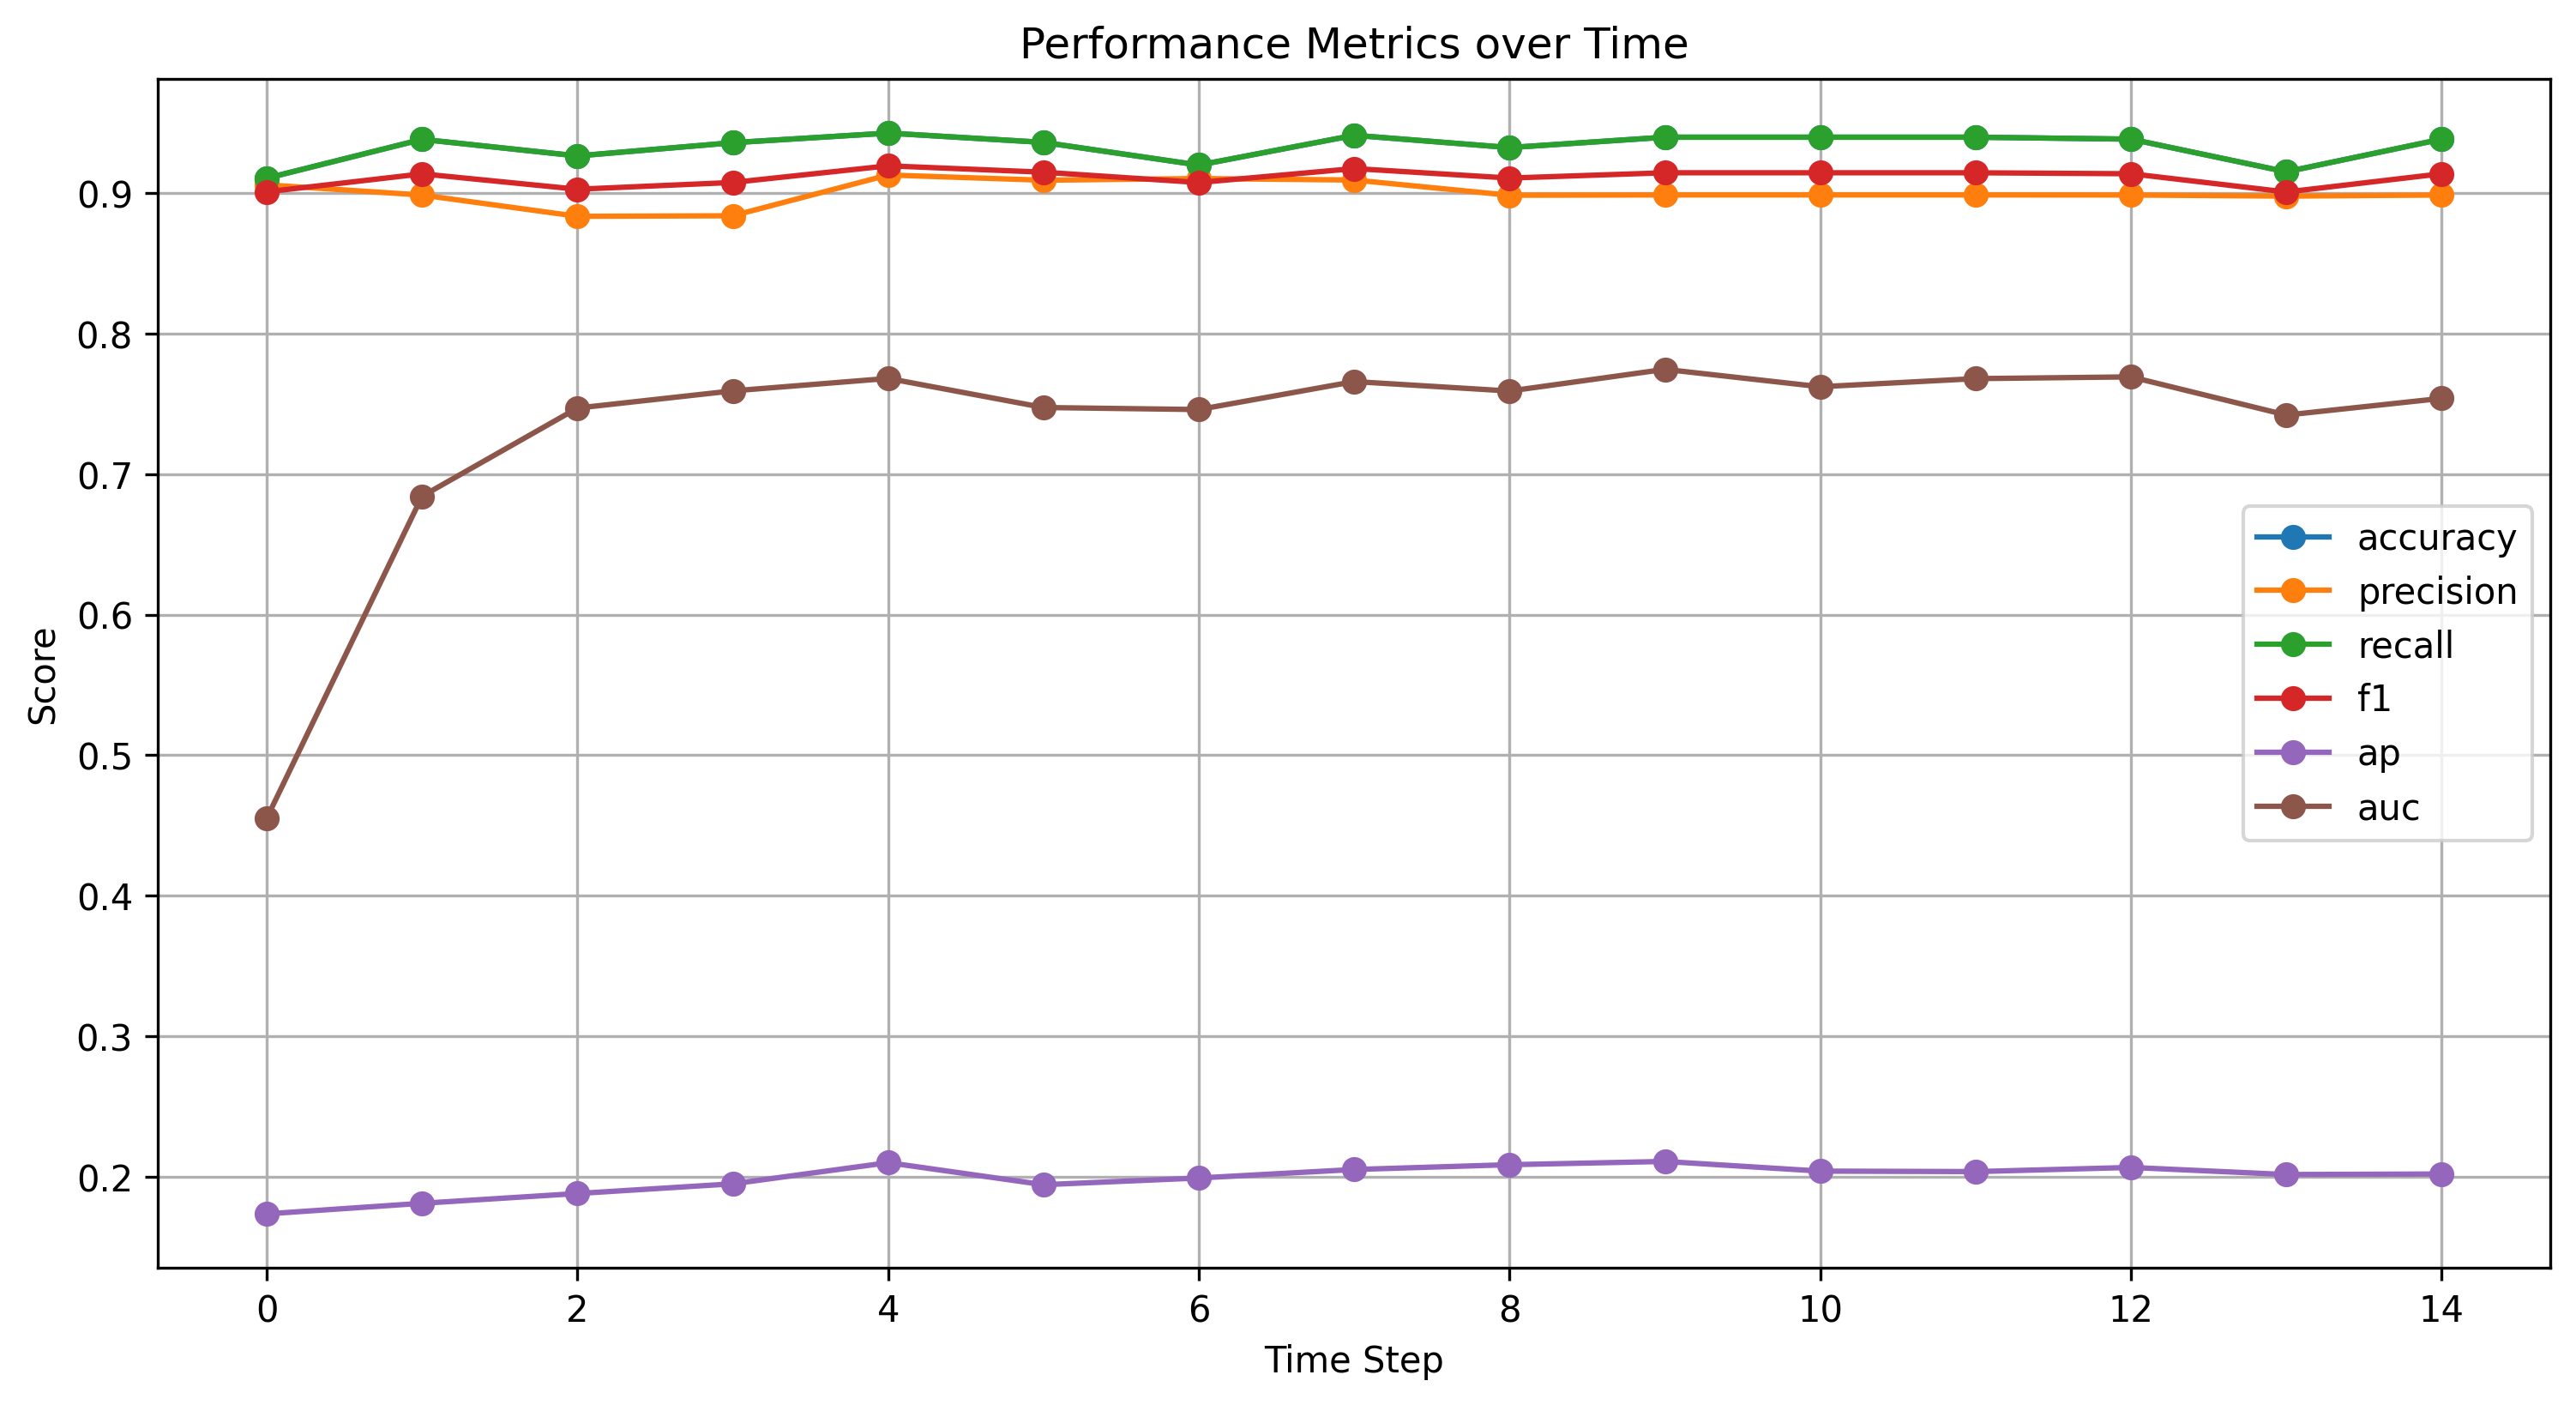 Performance Metrics over Time
Score
0.9
0.8
0.7
0.6
0.5
0.4
0.3
0.2
accuracy
precision
recall
f1
ap
auc
0 2 4 6 8 10 12 14
Time Step